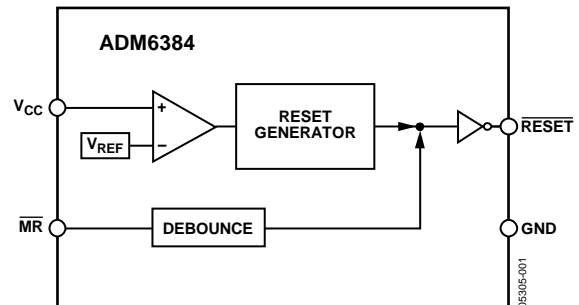 ADM6384
VCC
+
VREF
−
RESET
GENERATOR
RESET
MR
DEBOUNCE
GND
05305-001